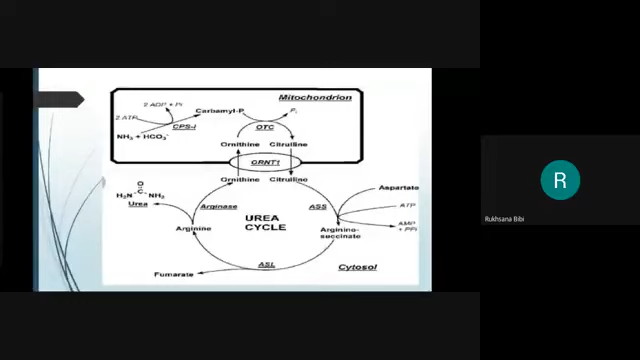 Mitochondrion
2 ADP + Pi
Carbamyl-P
Pi
2 ATP
CPS-I
OTC
NH3 + HCO3-
Ornithine Citrulline
ORNT1
Ornithine Citrulline
O
C
H2N NH2
Urea
Arginase
UREA
CYCLE
ASS
Aspartate
ATP
AMP
+ PPi
Arginine
Arginino-
succinate
ASL
Fumarate
Cytosol
R
Rukhsana Bibi